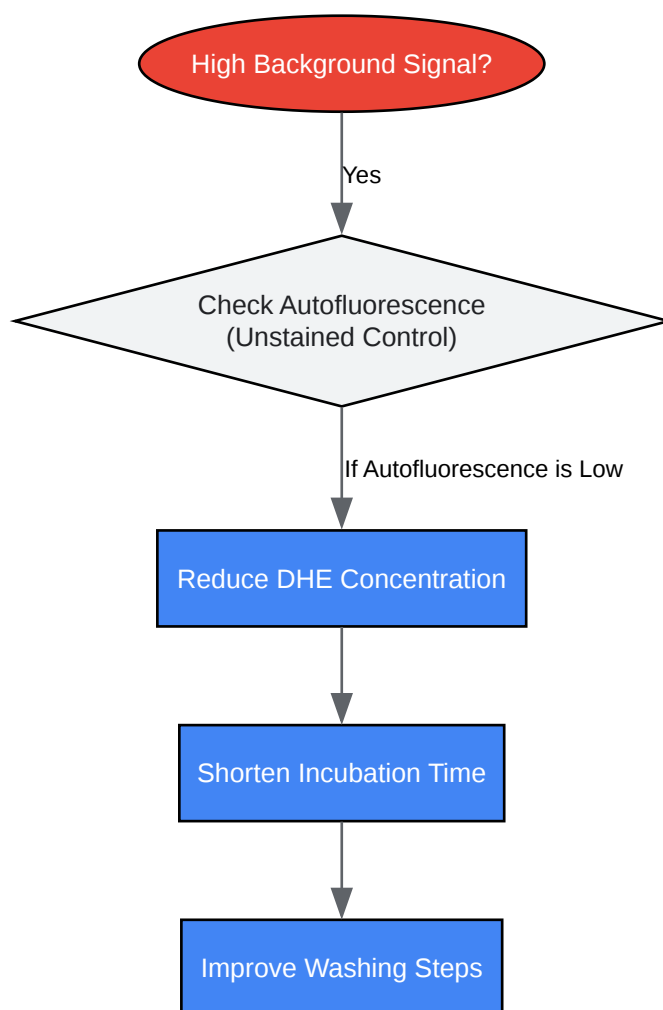 High Background Signal?
Yes
Check Autofluorescence
(Unstained Control)
If Autofluorescence is Low
Reduce DHE Concentration
Shorten Incubation Time
Improve Washing Steps